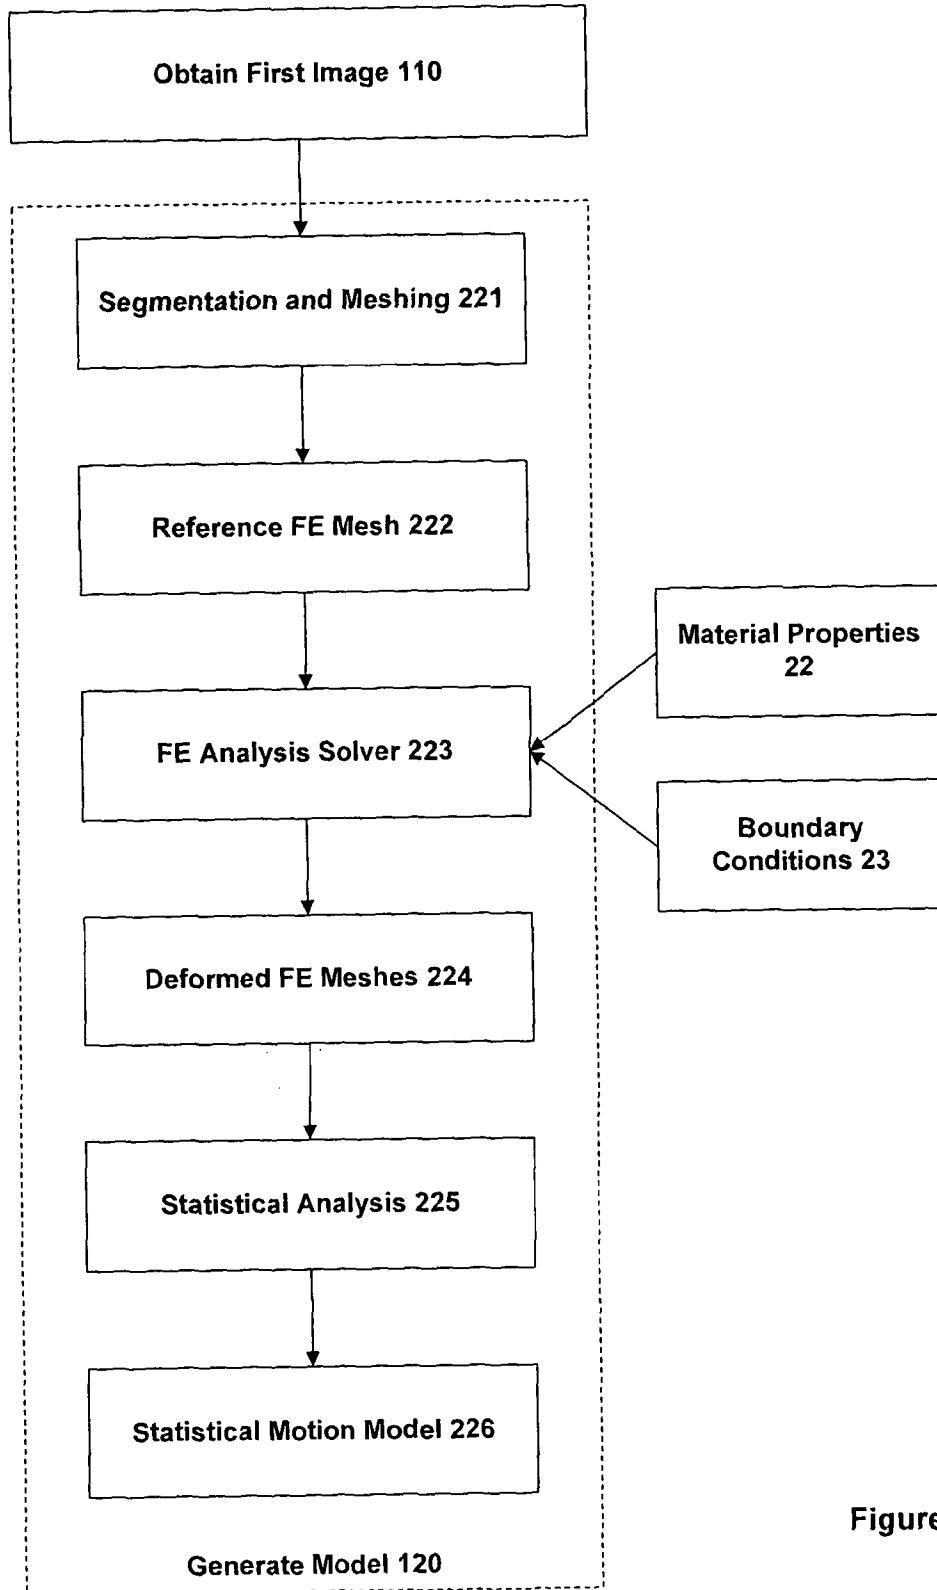 Obtain First Image 110
Segmentation and Meshing 221
Reference FE Mesh 222
Material Properties
22
FE Analysis Solver 223
Boundary
Conditions 23
Deformed FE Meshes 224
Statistical Analysis 225
Statistical Motion Model 226
Figure
Generate Model 120